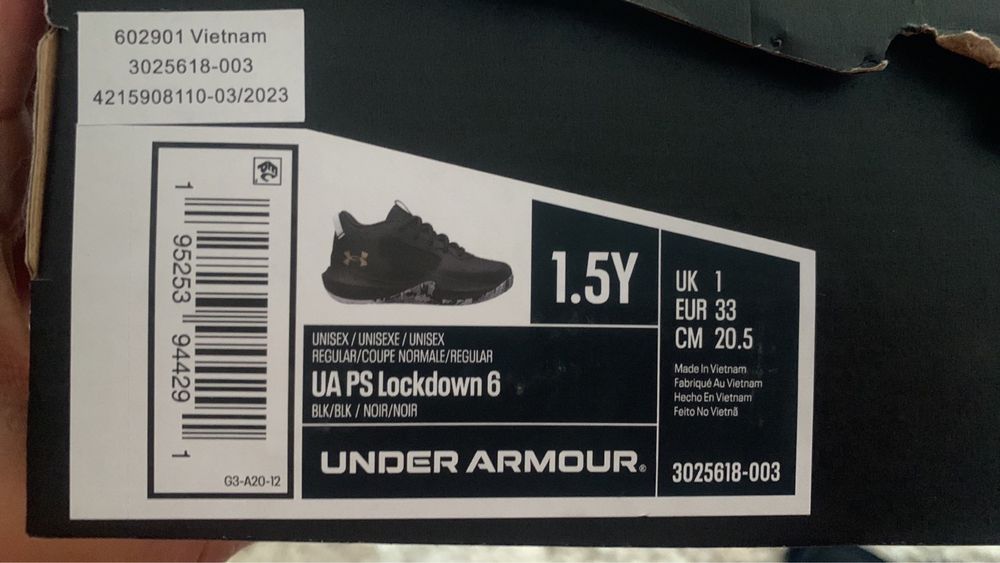 602901 Vietnam
3025618-003
4215908110-03/2023
1 95253 94429 1
G3-A20-12
1.5Y
UK 1
EUR 33
CM 20.5
Made In Vietnam
Fabriqué Au Vietnam
Hecho En Vietnam
Feito No Vietnã
3025618-003
UNISEX / UNISEXE / UNISEX
REGULAR/COUPE NORMALE/REGULAR
UA PS Lockdown 6
BLK/BLK / NOIR/NOIR
UNDER ARMOUR®